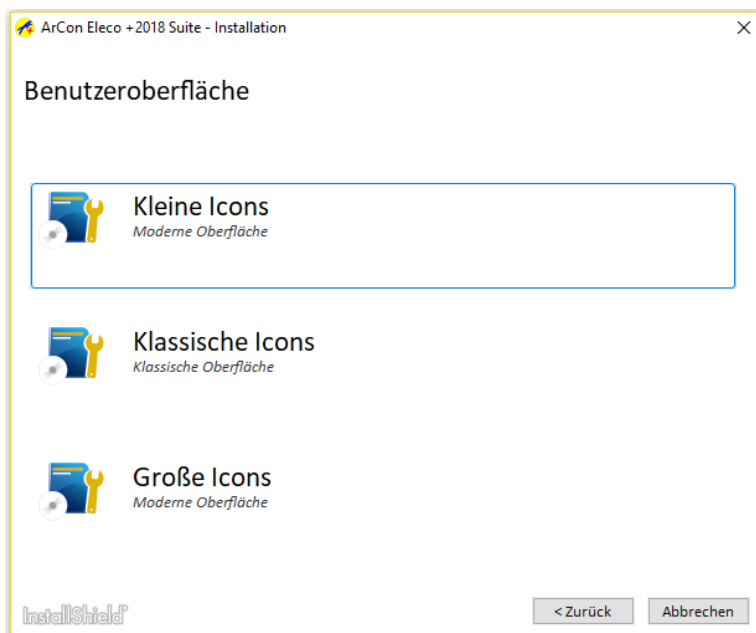 ArCon Eleco +2018 Suite - Installation
Benutzeroberfläche
Kleine Icons
Moderne Oberfläche
Klassische Icons
Klassische Oberfläche
Große Icons
Moderne Oberfläche
InstallShield
< Zurück
Abbrechen